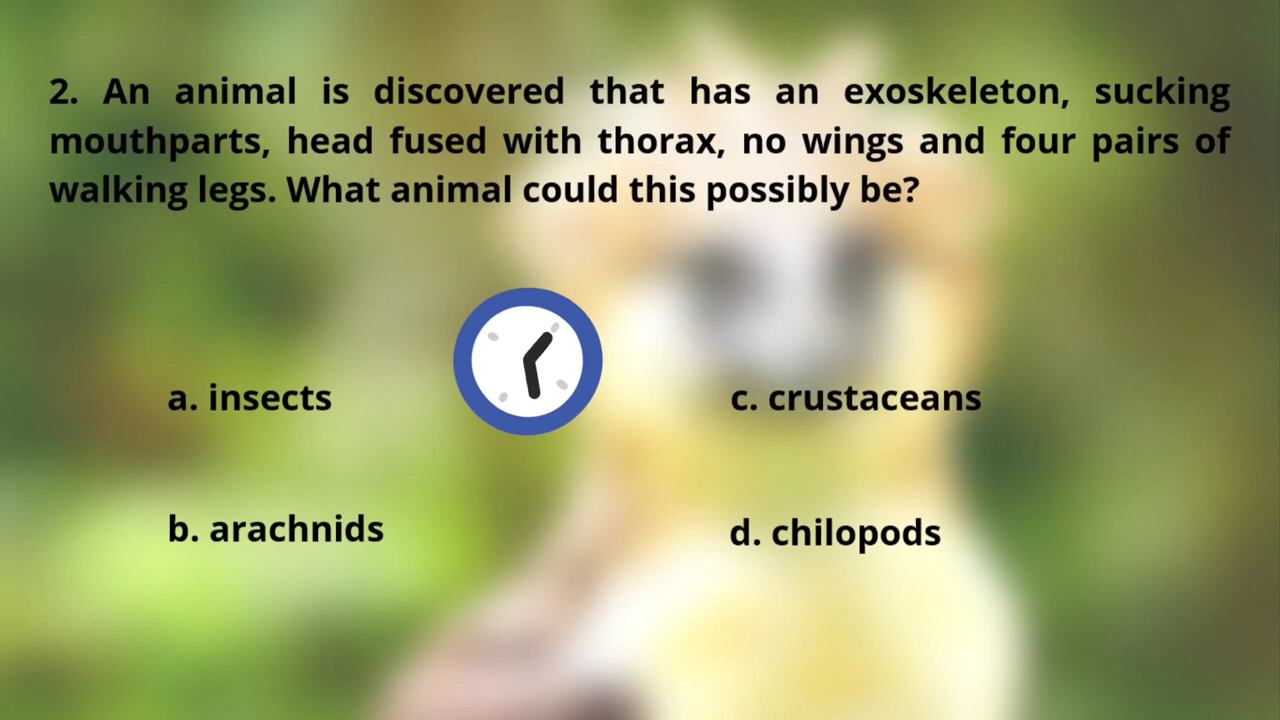 2. An animal is discovered that has an exoskeleton, sucking
mouthparts, head fused with thorax, no wings and four pairs of
walking legs. What animal could this possibly be?
a. insects
c. crustaceans
b. arachnids
d. chilopods